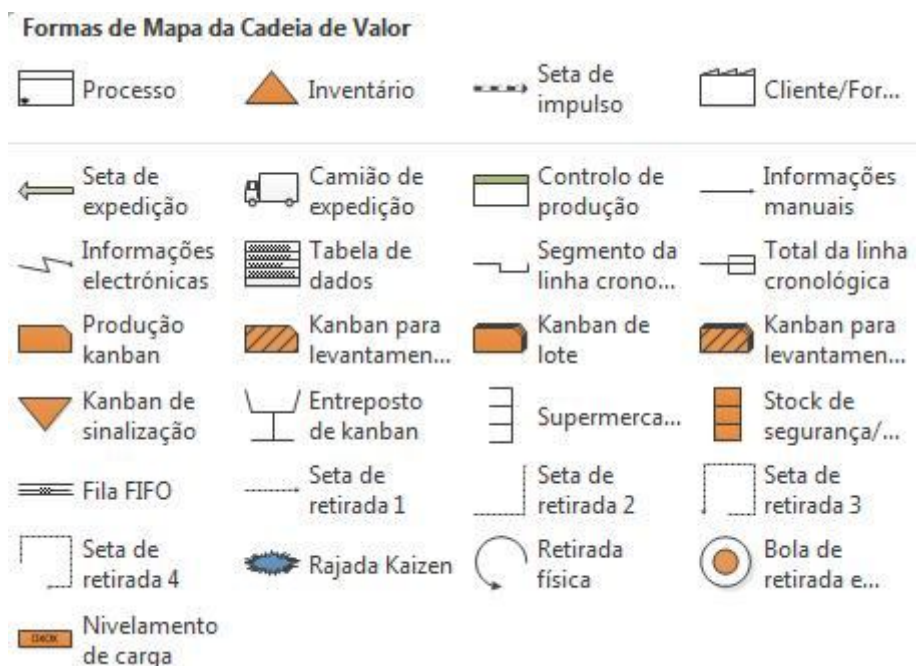 Formas de Mapa da Cadeia de Valor
Processo
Inventário
Seta de
impulso
Cliente/For...
Seta de
expedição
Camião de
expedição
Controlo de
produção
Informações
manuais
Informações
electrónicas
Tabela de
dados
Segmento da
linha crono...
Total da linha
cronológica
Produção
kanban
Kanban para
levantamen...
Kanban de
lote
Kanban para
levantamen...
Kanban de
sinalização
Entreposto
de kanban
Supermerca...
Stock de
segurança/...
Fila FIFO
Seta de
retirada 1
Seta de
retirada 2
Seta de
retirada 3
Seta de
retirada 4
Rajada Kaizen
Retirada
física
Bola de
retirada e...
Nivelamento
de carga